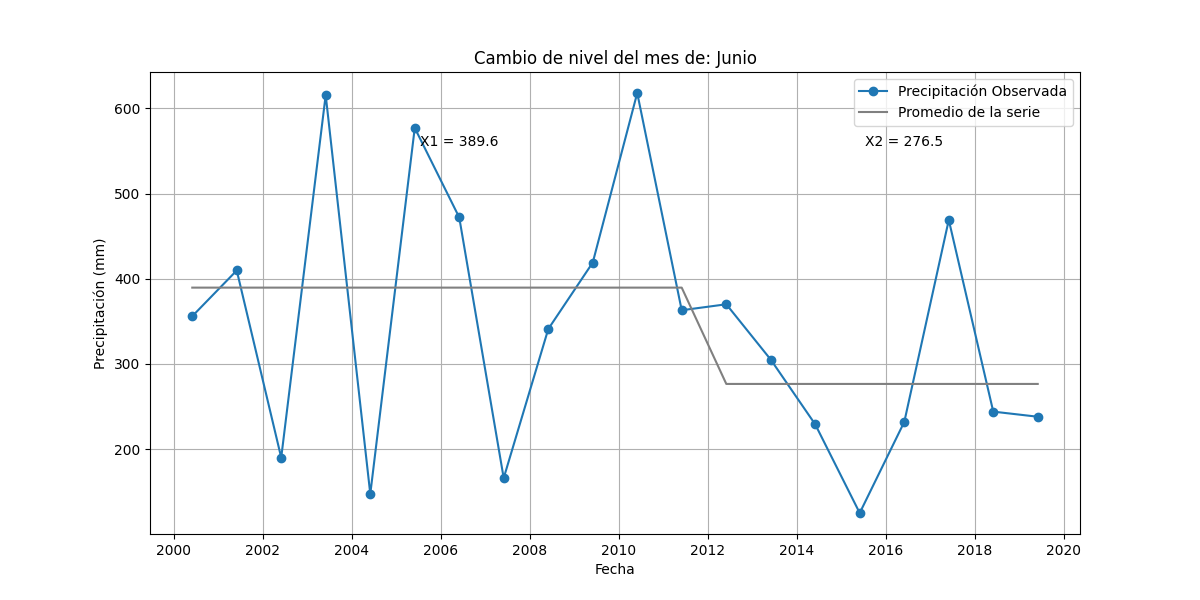 Cambio de nivel del mes de: Junio
Precipitación Observada
Promedio de la serie
X1 = 389.6
X2 = 276.5
Precipitación (mm)
600
500
400
300
200
2000 2002 2004 2006 2008 2010 2012 2014 2016 2018 2020
Fecha